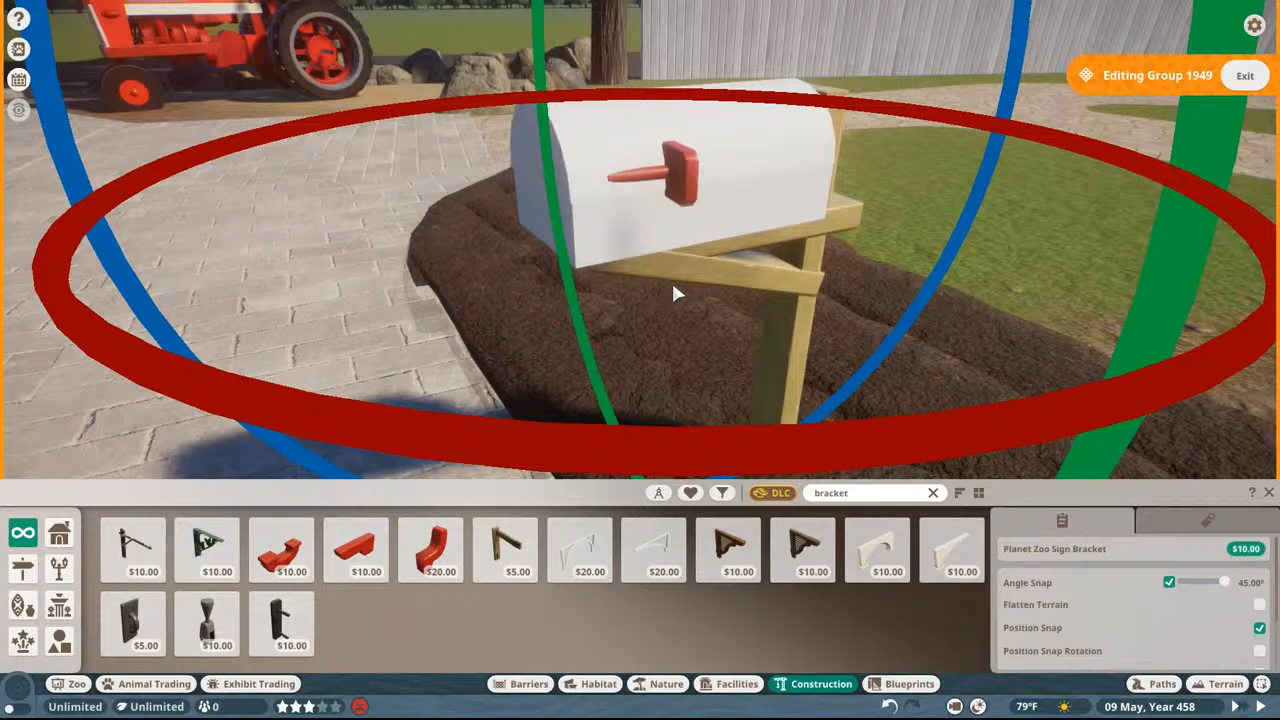 ?
Editing Group 1949
Exit
DLC
bracket
?
$10.00
$10.00
$10.00
$10.00
$20.00
$5.00
$20.00
$20.00
$10.00
$10.00
$10.00
$10.00
$5.00
$10.00
$10.00
Planet Zoo Sign Bracket
$10.00
Angle Snap
45.00°
Flatten Terrain
Position Snap
Position Snap Rotation
Zoo
Animal Trading
Exhibit Trading
Barriers
Habitat
Nature
Facilities
Construction
Blueprints
Paths
Terrain
Unlimited
Unlimited
0
79°F
09 May, Year 458